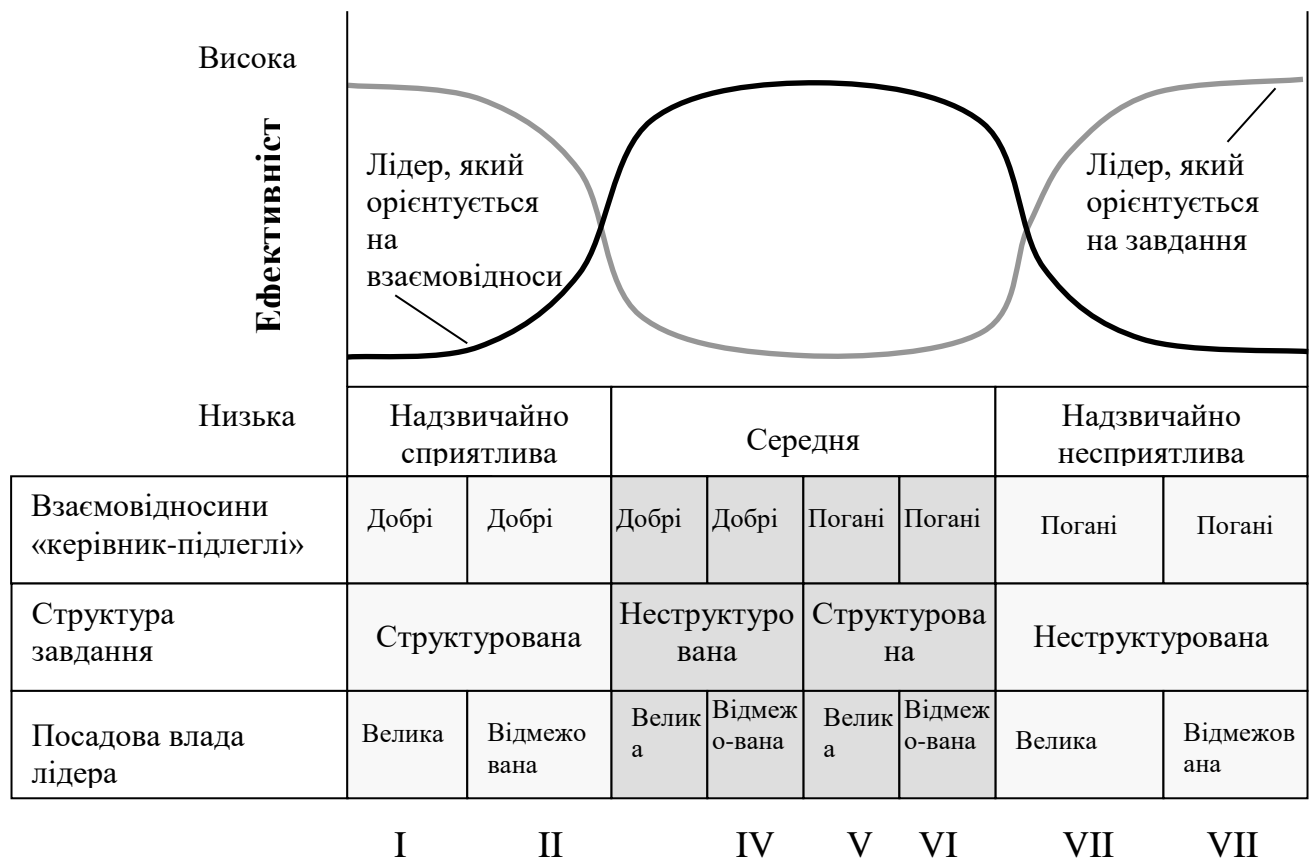 Висока
Ефективніст
Лідер, який
орієнтується
на
взаємовідноси
Лідер, який
орієнтується
на завдання
Низька
Надзвичайно
сприятлива
Середня
Надзвичайно
несприятлива
Взаємовідносини
«керівник-підлеглі»
Добрі
Добрі
Добрі
Добрі
Погані
Погані
Погані
Погані
Структура
завдання
Структурована
Неструктуро
вана
Структурова
на
Неструктурована
Посадова влада
лідера
Велика
Відмежо
вана
Велик
а
Відмеж
о-вана
Велик
а
Відмеж
о-вана
Велика
Відмежов
ана
I II IV V VI VII VII